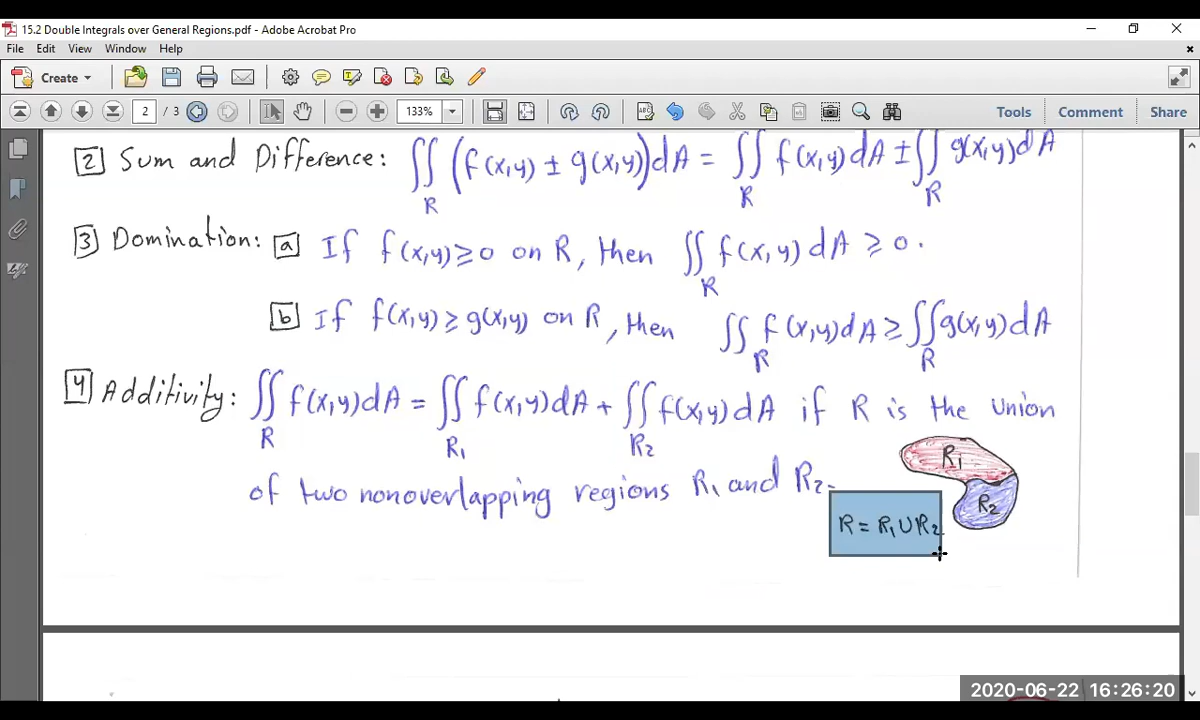 15.2 Double Integrals over General Regions.pdf - Adobe Acrobat Pro
File Edit View Window Help
Create
2 / 3 133% Tools Comment Share
[2] Sum and Difference: ∬_R (f(x,y) ± g(x,y)) dA = ∬_R f(x,y) dA ± ∬_R g(x,y) dA
[3] Domination: [a] If f(x,y) ≥ 0 on R, then ∬_R f(x,y) dA ≥ 0.
[b] If f(x,y) ≥ g(x,y) on R, then ∬_R f(x,y) dA ≥ ∬_R g(x,y) dA
[4] Additivity: ∬_R f(x,y) dA = ∬_R₁ f(x,y) dA + ∬_R₂ f(x,y) dA if R is the union
of two nonoverlapping regions R₁ and R₂.
R₁
R₂
R = R₁ ∪ R₂
2020-06-22 16:26:20